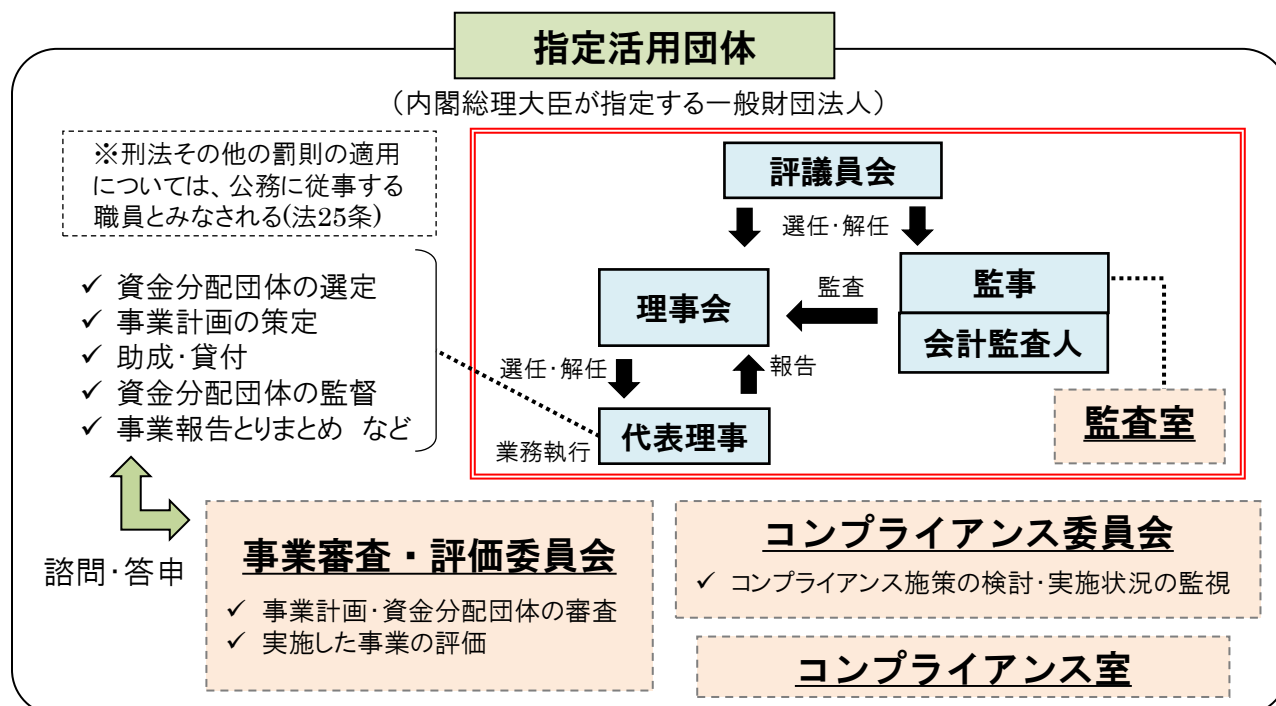 指定活用団体
（内閣総理大臣が指定する一般財団法人）
※刑法その他の罰則の適用
については、公務に従事する
職員とみなされる(法25条)
✓ 資金分配団体の選定
✓ 事業計画の策定
✓ 助成・貸付
✓ 資金分配団体の監督
✓ 事業報告とりまとめ など
評議員会
選任・解任
理事会
監査
監事
会計監査人
選任・解任
報告
代表理事
業務執行
監査室
諮問・答申
事業審査・評価委員会
✓ 事業計画・資金分配団体の審査
✓ 実施した事業の評価
コンプライアンス委員会
✓ コンプライアンス施策の検討・実施状況の監視
コンプライアンス室